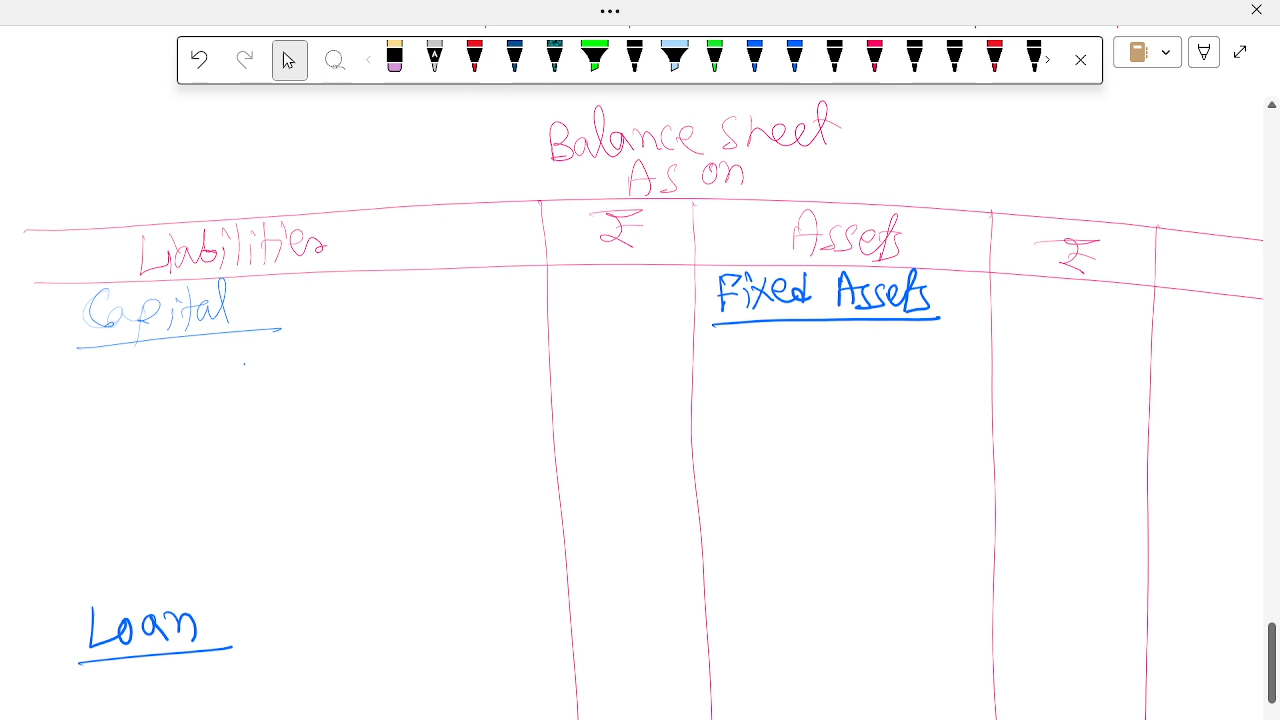 Balance Sheet
As on
Liabilities ₹ Assets ₹
Capital Fixed Assets
Loan